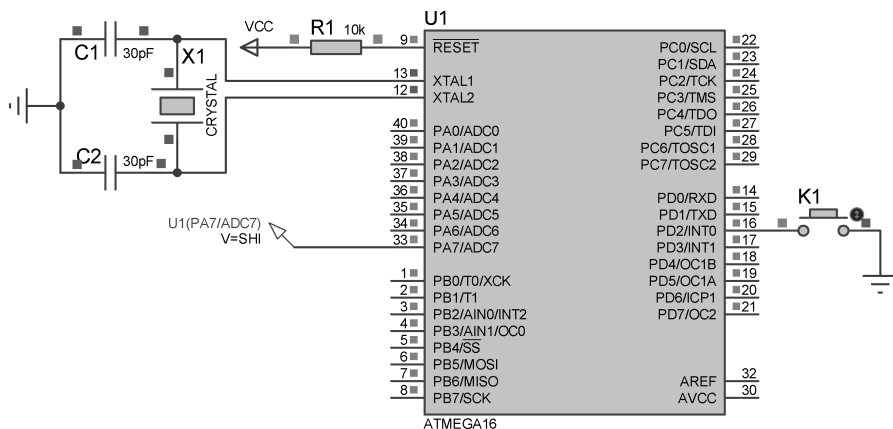 U1
VCC
R1
10k
C1
30pF
X1
CRYSTAL
C2
30pF
U1(PA7/ADC7)
V=SHI
9 RESET
13 XTAL1
12 XTAL2
40 PA0/ADC0
39 PA1/ADC1
38 PA2/ADC2
37 PA3/ADC3
36 PA4/ADC4
35 PA5/ADC5
34 PA6/ADC6
33 PA7/ADC7
1 PB0/T0/XCK
2 PB1/T1
3 PB2/AIN0/INT2
4 PB3/AIN1/OC0
5 PB4/SS
6 PB5/MOSI
7 PB6/MISO
8 PB7/SCK
PC0/SCL 22
PC1/SDA 23
PC2/TCK 24
PC3/TMS 25
PC4/TDO 26
PC5/TDI 27
PC6/TOSC1 28
PC7/TOSC2 29
PD0/RXD 14
PD1/TXD 15
PD2/INT0 16
PD3/INT1 17
PD4/OC1B 18
PD5/OC1A 19
PD6/ICP1 20
PD7/OC2 21
AREF 32
AVCC 30
K1
ATMEGA16